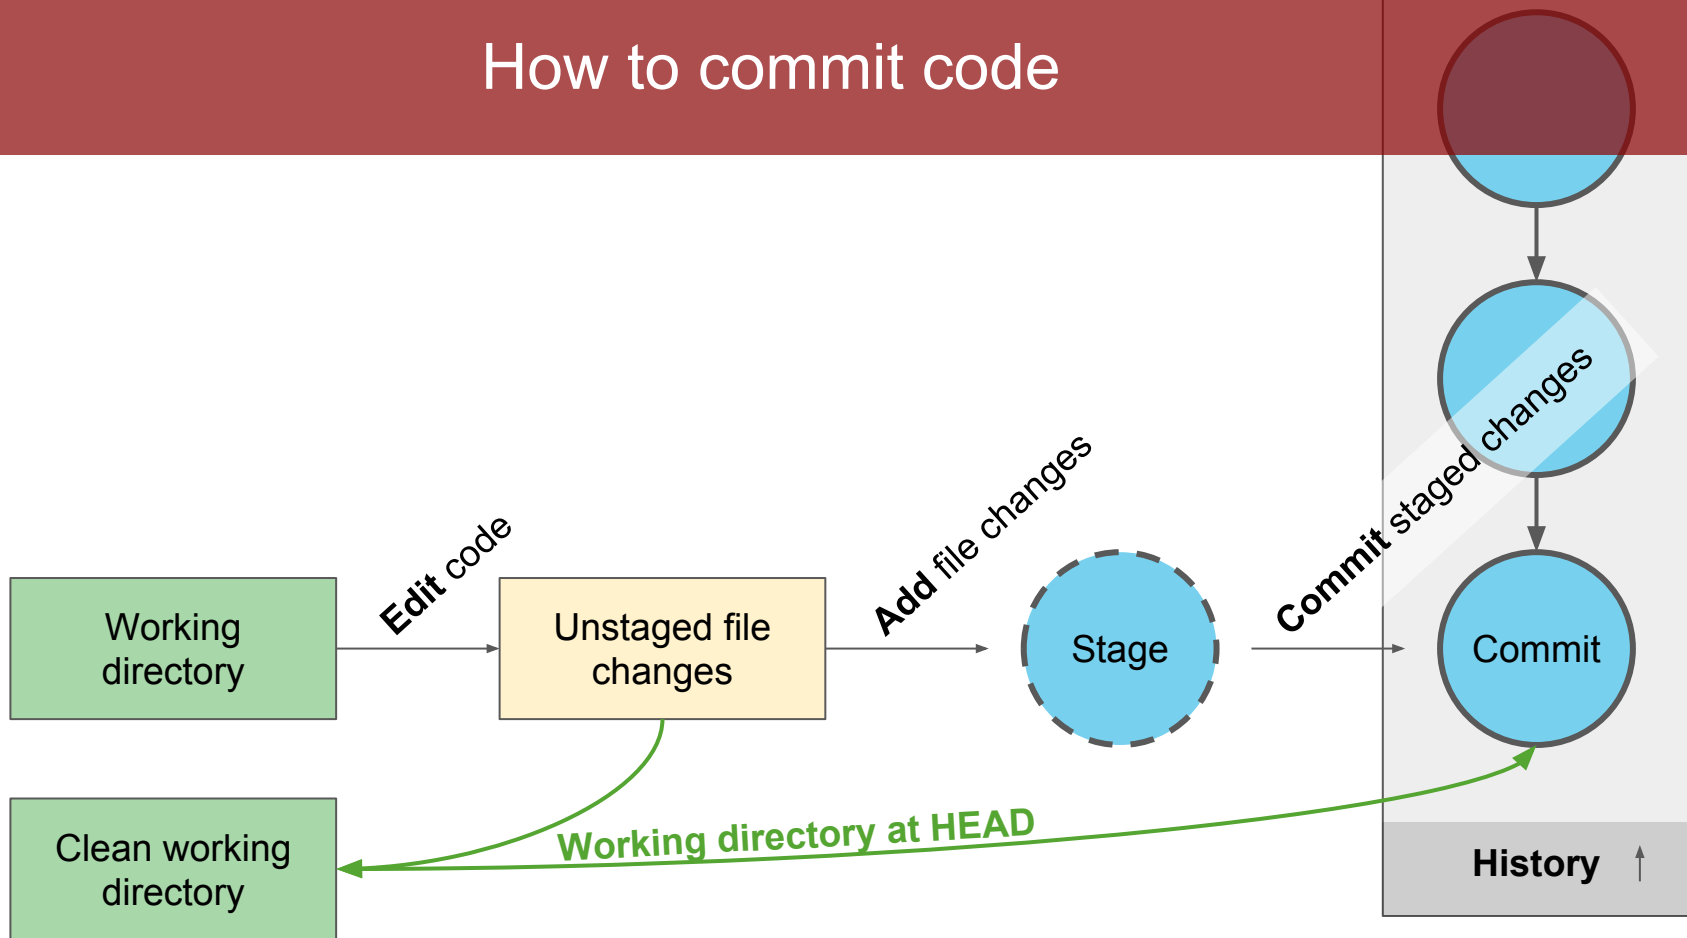 How to commit code
Working
directory
Edit code
Unstaged file
changes
Add file changes
Stage
Commit staged changes
Commit
Clean working
directory
Working directory at HEAD
History